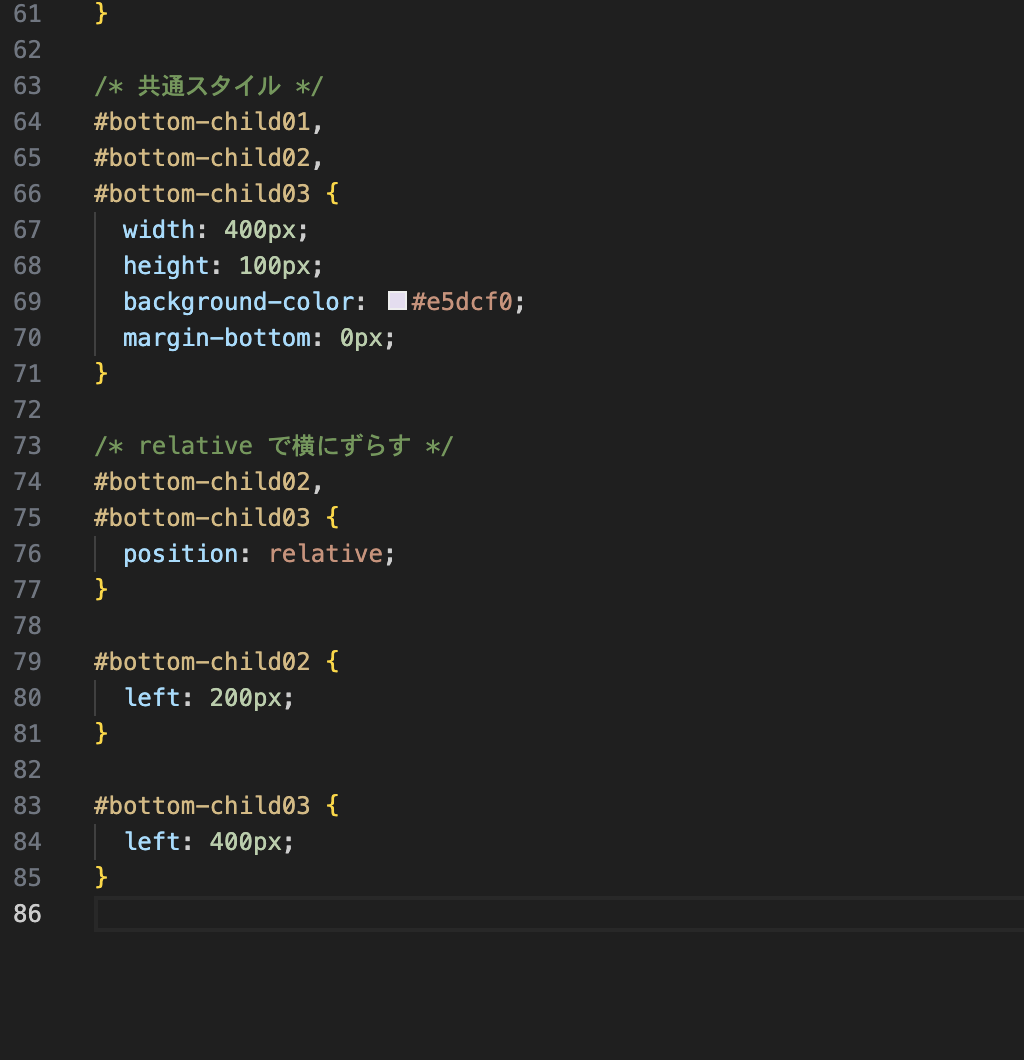 61 }
62
63 /* 共通スタイル */
64 #bottom-child01,
65 #bottom-child02,
66 #bottom-child03 {
67   width: 400px;
68   height: 100px;
69   background-color: #e5dcf0;
70   margin-bottom: 0px;
71 }
72
73 /* relative で横にずらす */
74 #bottom-child02,
75 #bottom-child03 {
76   position: relative;
77 }
78
79 #bottom-child02 {
80   left: 200px;
81 }
82
83 #bottom-child03 {
84   left: 400px;
85 }
86